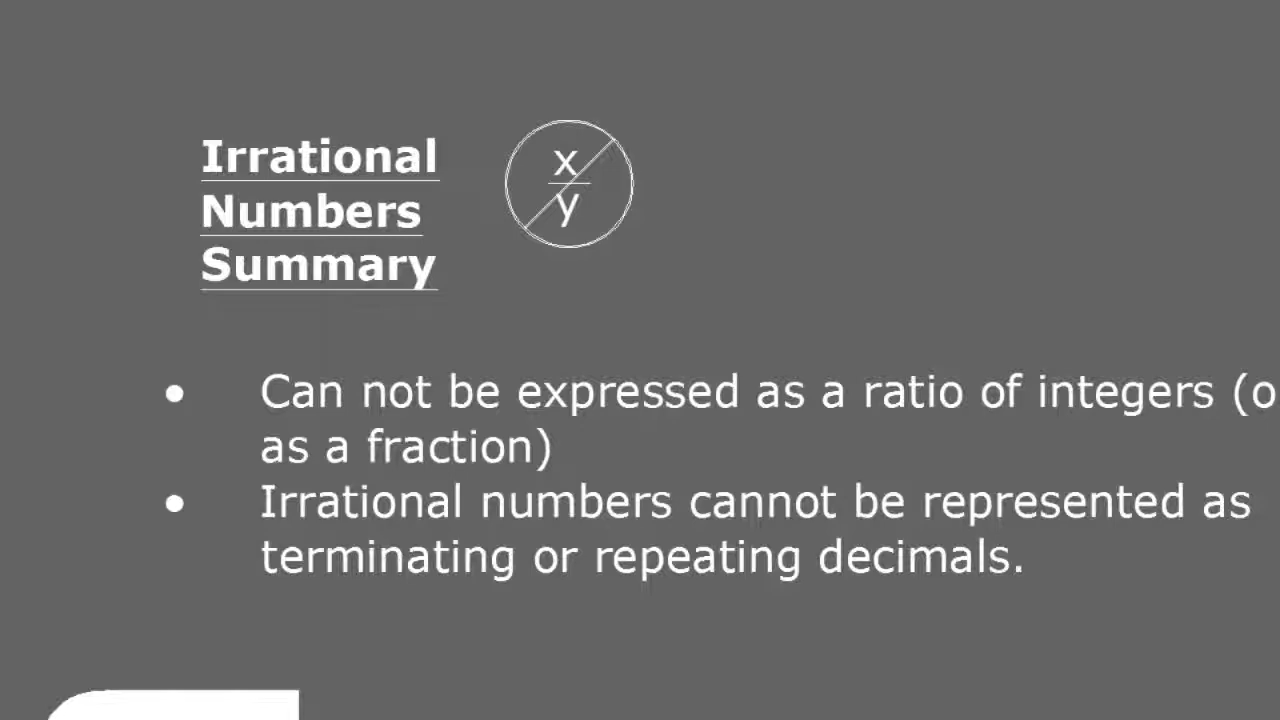 Irrational
Numbers
Summary
x
y
• Can not be expressed as a ratio of integers (o
as a fraction)
• Irrational numbers cannot be represented as
terminating or repeating decimals.